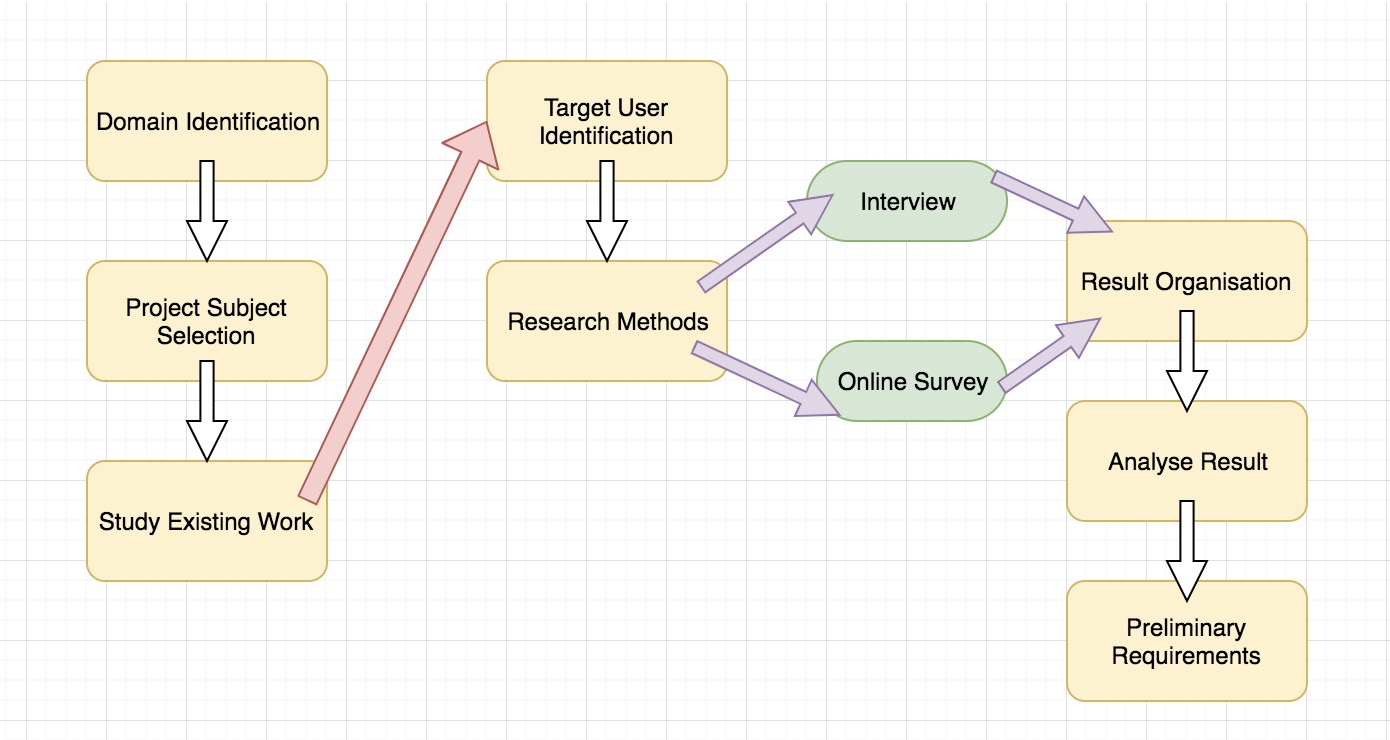 Domain Identification
Project Subject
Selection
Study Existing Work
Target User
Identification
Research Methods
Interview
Online Survey
Result Organisation
Analyse Result
Preliminary
Requirements